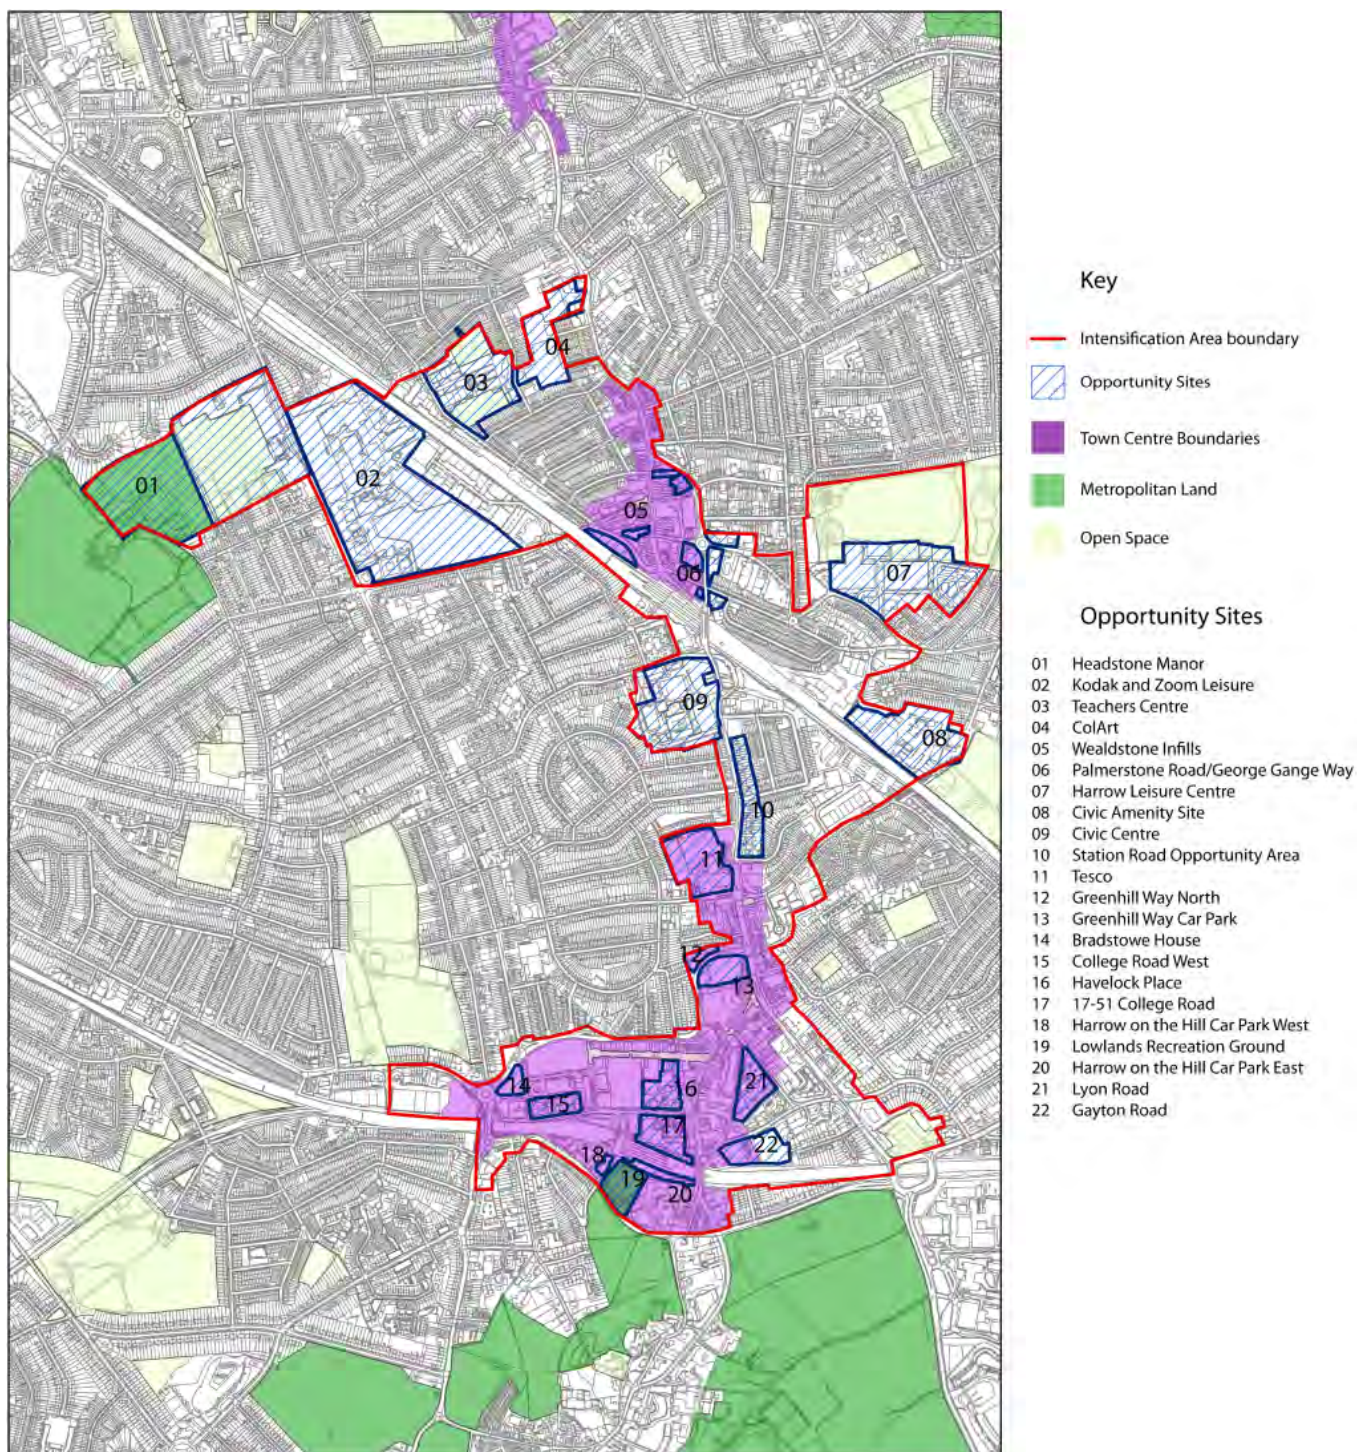 Key
Intensification Area boundary
Opportunity Sites
Town Centre Boundaries
Metropolitan Land
Open Space
Opportunity Sites
01 Headstone Manor
02 Kodak and Zoom Leisure
03 Teachers Centre
04 ColArt
05 Wealdstone Infills
06 Palmerstone Road/George Gange Way
07 Harrow Leisure Centre
08 Civic Amenity Site
09 Civic Centre
10 Station Road Opportunity Area
11 Tesco
12 Greenhill Way North
13 Greenhill Way Car Park
14 Bradstowe House
15 College Road West
16 Havelock Place
17 17-51 College Road
18 Harrow on the Hill Car Park West
19 Lowlands Recreation Ground
20 Harrow on the Hill Car Park East
21 Lyon Road
22 Gayton Road
04
03
02
01
05
06
07
09
08
10
11
12
13
14
15
16
21
17
22
18
19
20